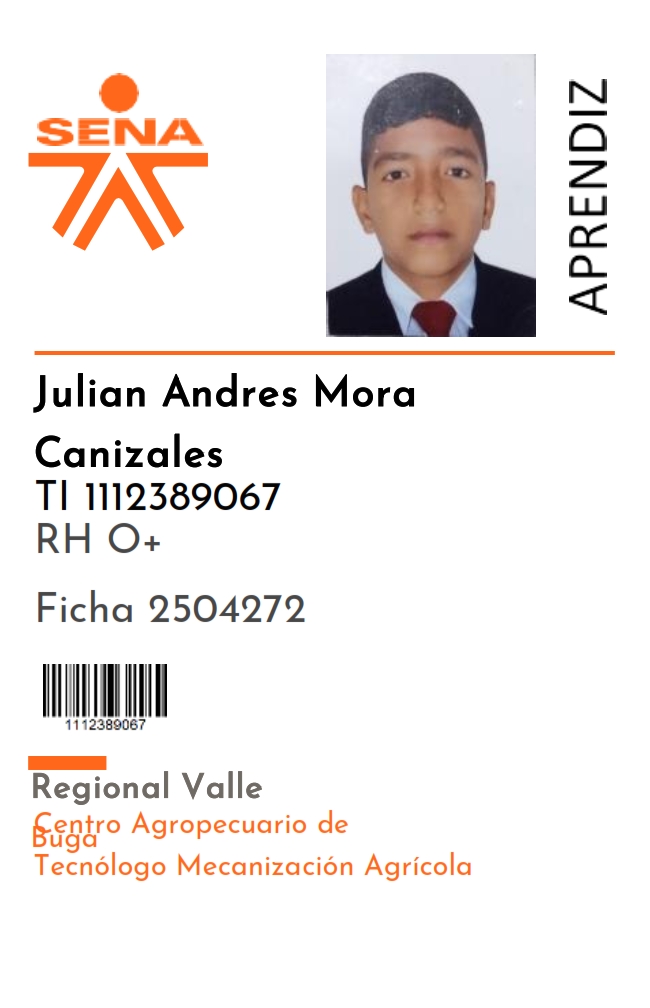 SENA
APRENDIZ
Julian Andres Mora
Canizales
TI 1112389067
RH O+
Ficha 2504272
1112389067
Regional Valle
Centro Agropecuario de
Buga
Tecnólogo Mecanización Agrícola